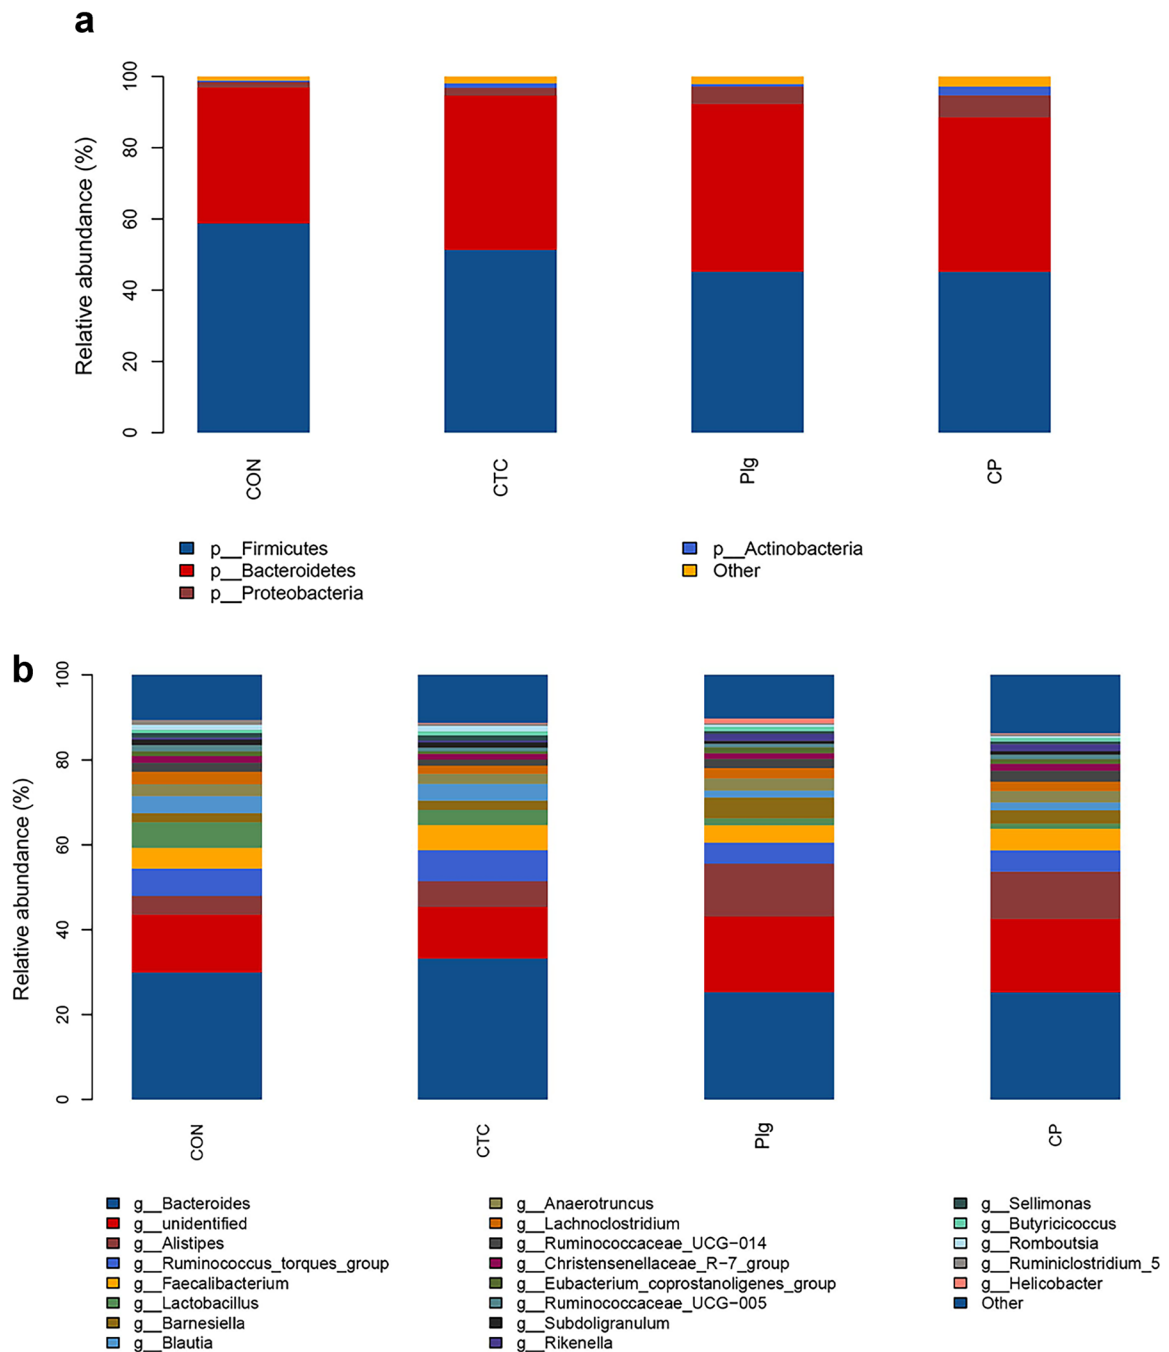 a
Relative abundance (%)
100
80
60
40
20
0
CON
CTC
Plg
CP
p__Firmicutes
p__Bacteroidetes
p__Proteobacteria
p__Actinobacteria
Other
b
Relative abundance (%)
100
80
60
40
20
0
CON
CTC
Plg
CP
g__Bacteroides
g__unidentified
g__Alistipes
g__Ruminococcus_torques_group
g__Faecalibacterium
g__Lactobacillus
g__Barnesiella
g__Blautia
g__Anaerotruncus
g__Lachnoclostridium
g__Ruminococcaceae_UCG−014
g__Christensenellaceae_R−7_group
g__Eubacterium_coprostanoligenes_group
g__Ruminococcaceae_UCG−005
g__Subdoligranulum
g__Rikenella
g__Sellimonas
g__Butyricicoccus
g__Romboutsia
g__Ruminiclostridium_5
g__Helicobacter
Other